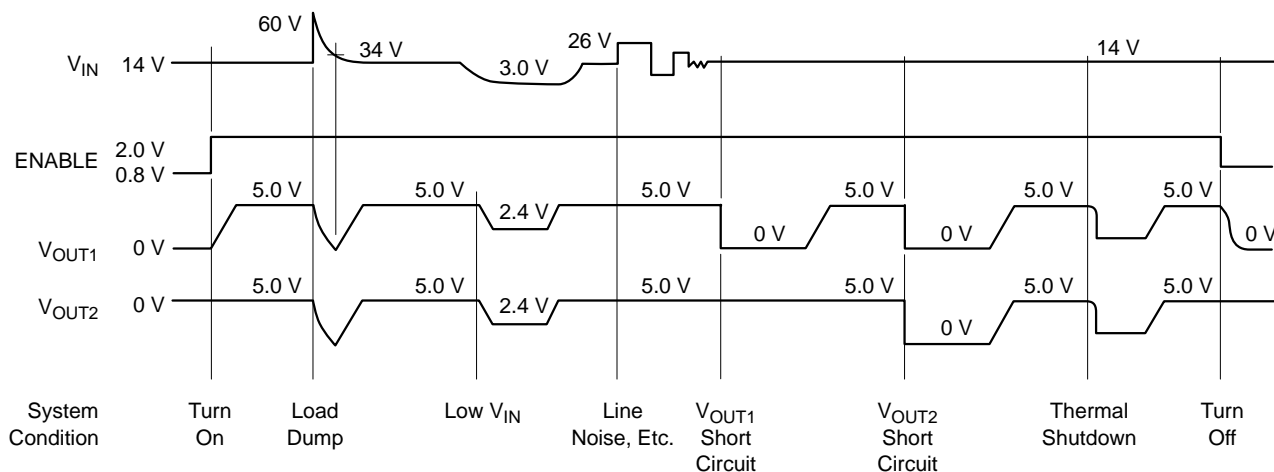 60 V
34 V
26 V
14 V
V_IN 14 V
3.0 V
ENABLE
2.0 V
0.8 V
5.0 V 5.0 V 5.0 V 5.0 V 5.0 V 5.0 V
2.4 V
V_OUT1 0 V 0 V 0 V 0 V
V_OUT2 0 V 5.0 V 5.0 V 5.0 V 5.0 V 5.0 V 5.0 V
2.4 V
0 V
System Condition
Turn On
Load Dump
Low V_IN
Line Noise, Etc.
V_OUT1 Short Circuit
V_OUT2 Short Circuit
Thermal Shutdown
Turn Off